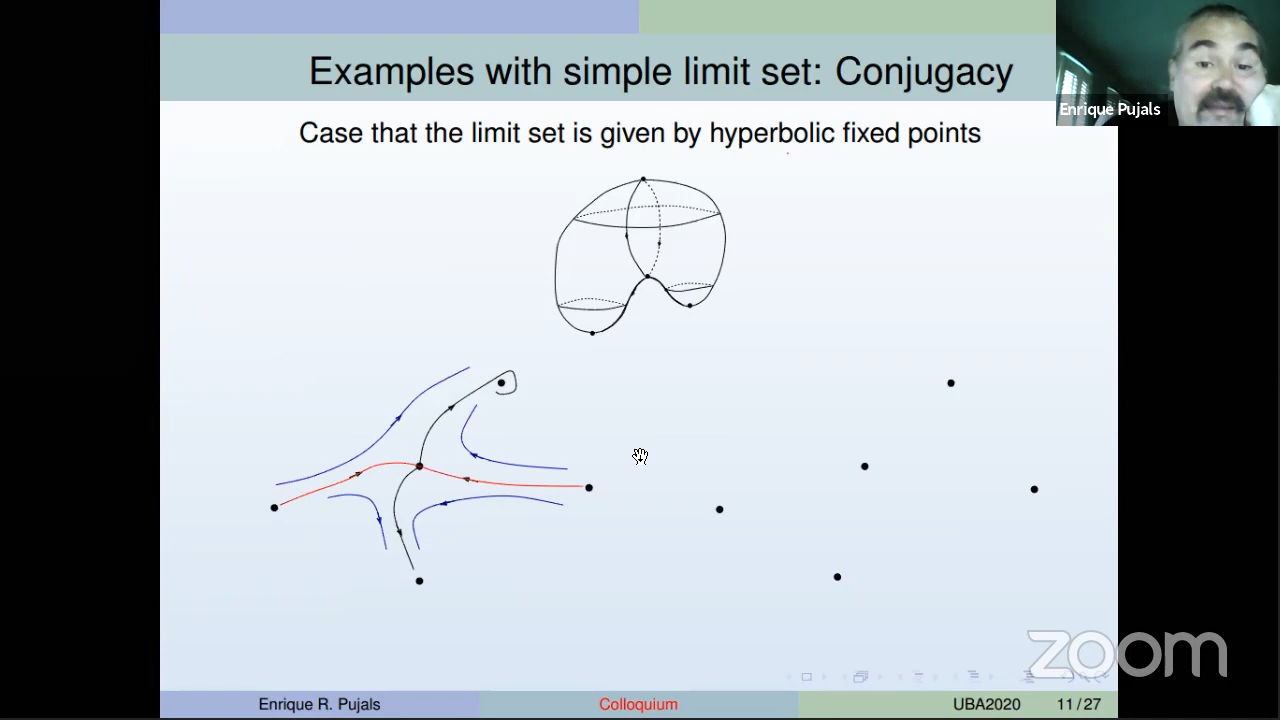 Examples with simple limit set: Conjugacy
Enrique Pujals
Case that the limit set is given by hyperbolic fixed points
zoom
Enrique R. Pujals
Colloquium
UBA2020
11/27